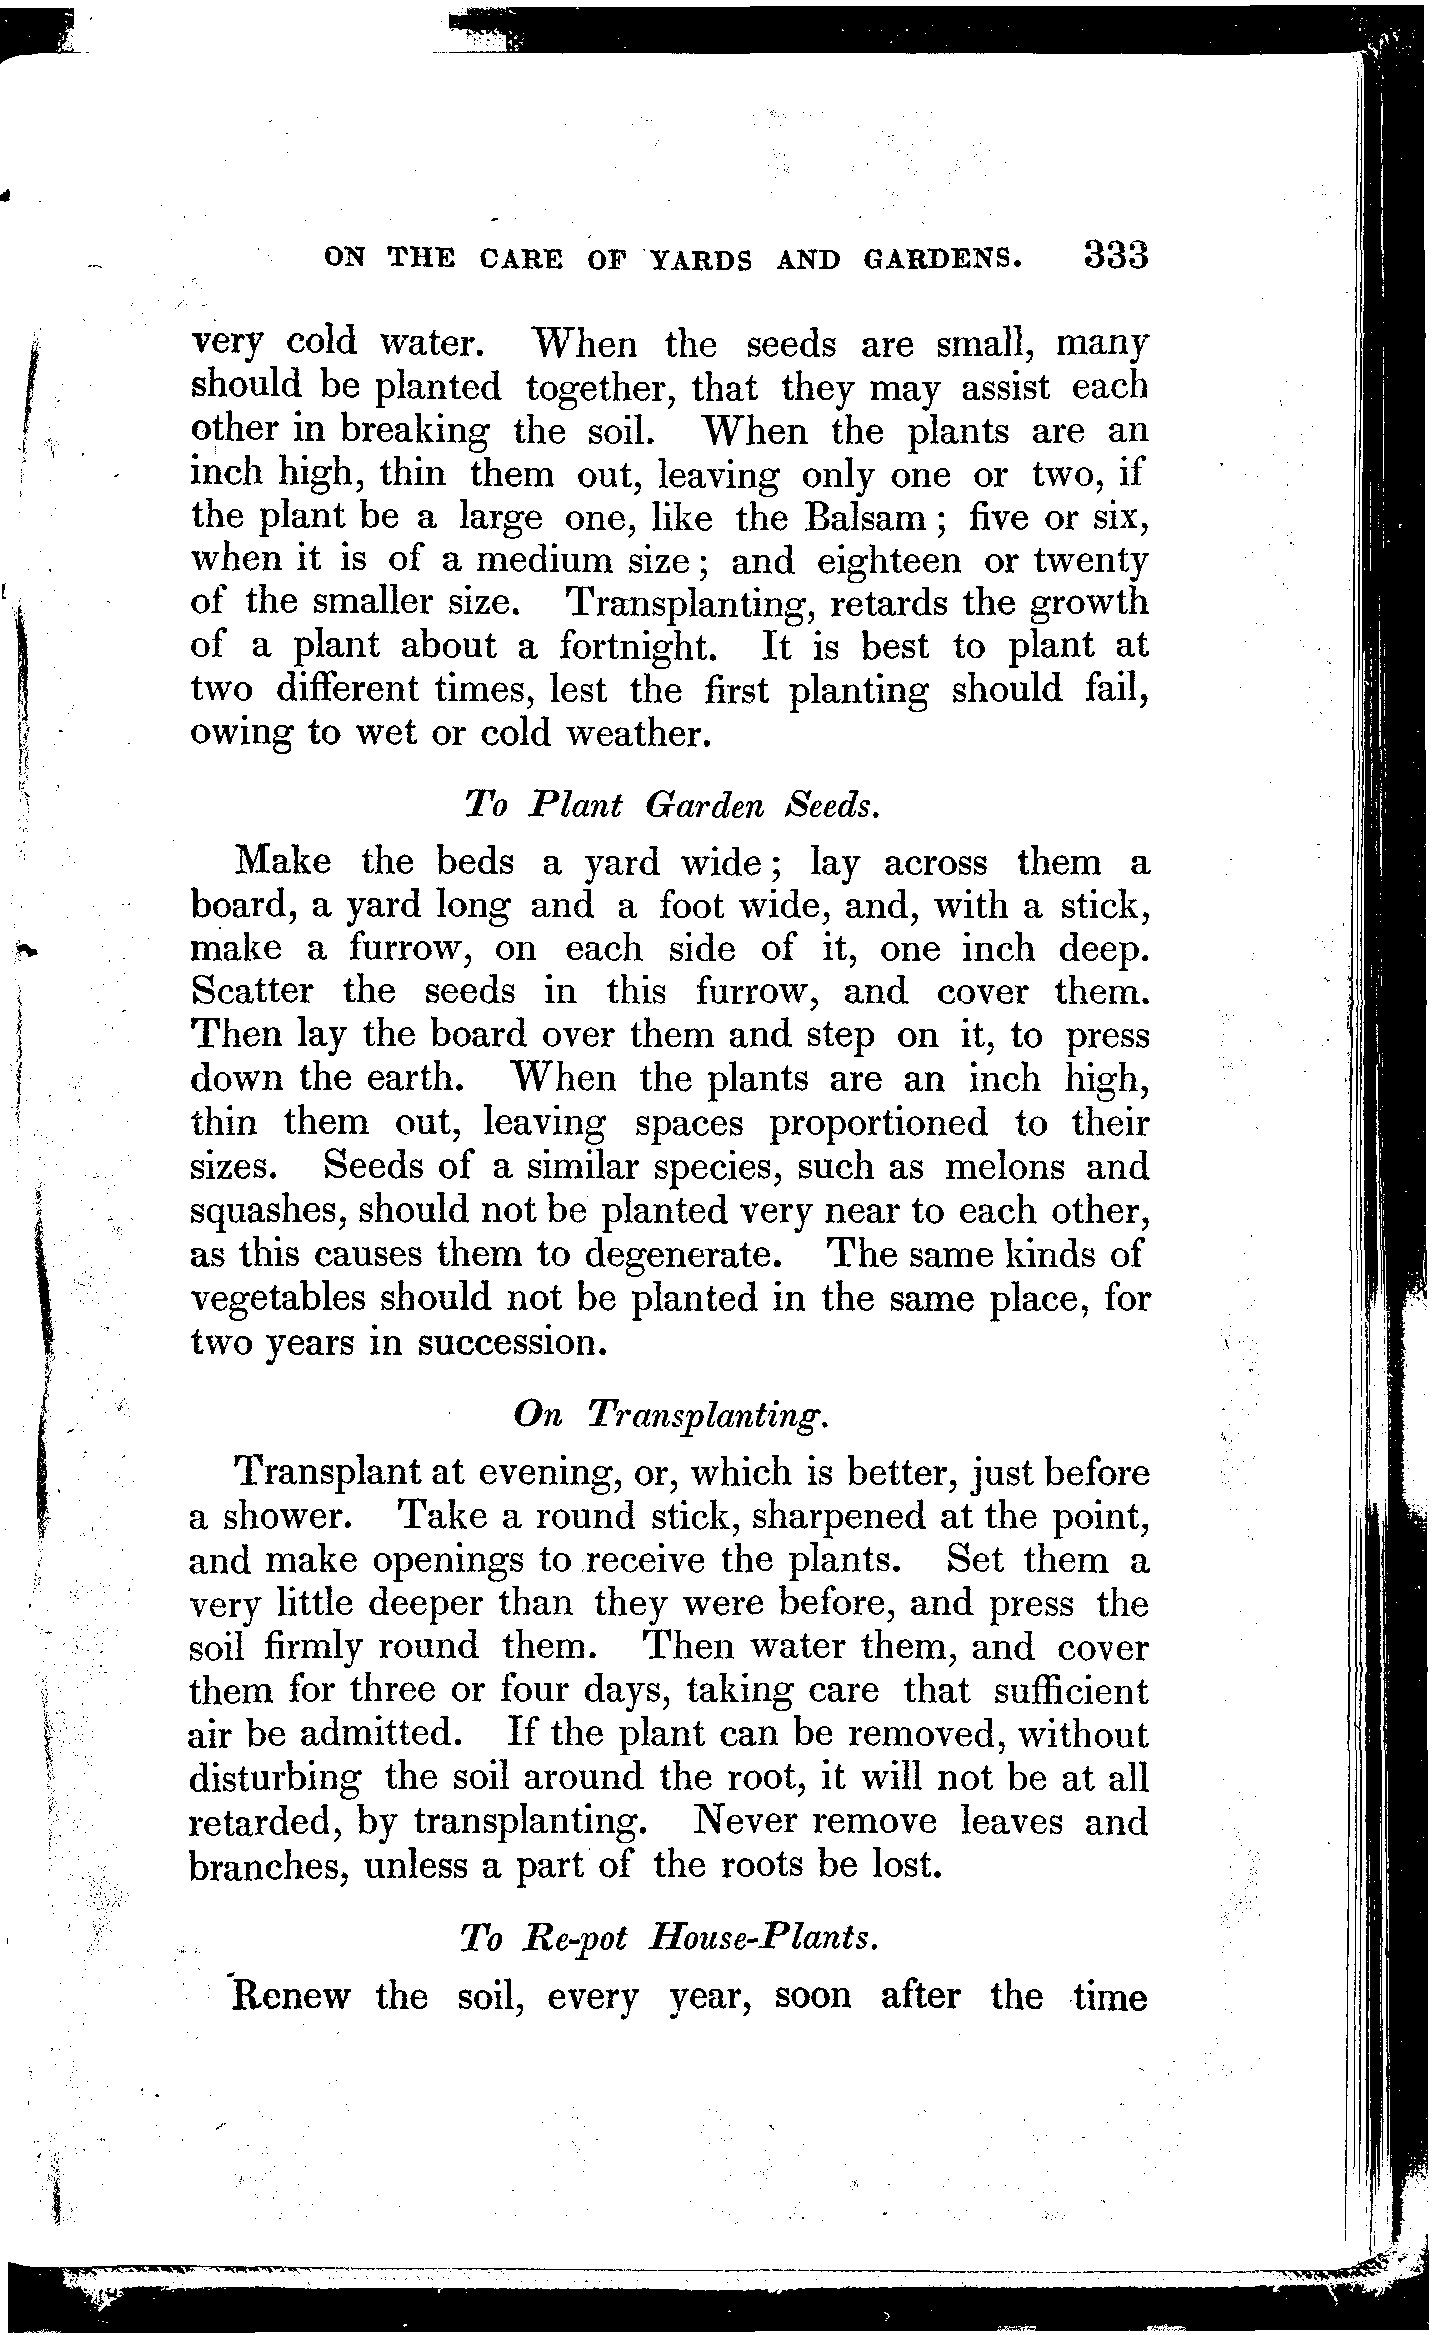 ON THE CARE OF YARDS AND GARDENS. 333
very cold water. When the seeds are small, many
should be planted together, that they may assist each
other in breaking the soil. When the plants are an
inch high, thin them out, leaving only one or two, if
the plant be a large one, like the Balsam; five or six,
when it is of a medium size; and eighteen or twenty
of the smaller size. Transplanting, retards the growth
of a plant about a fortnight. It is best to plant at
two different times, lest the first planting should fail,
owing to wet or cold weather.
To Plant Garden Seeds.
Make the beds a yard wide; lay across them a
board, a yard long and a foot wide, and, with a stick,
make a furrow, on each side of it, one inch deep.
Scatter the seeds in this furrow, and cover them.
Then lay the board over them and step on it, to press
down the earth. When the plants are an inch high,
thin them out, leaving spaces proportioned to their
sizes. Seeds of a similar species, such as melons and
squashes, should not be planted very near to each other,
as this causes them to degenerate. The same kinds of
vegetables should not be planted in the same place, for
two years in succession.
On Transplanting.
Transplant at evening, or, which is better, just before
a shower. Take a round stick, sharpened at the point,
and make openings to receive the plants. Set them a
very little deeper than they were before, and press the
soil firmly round them. Then water them, and cover
them for three or four days, taking care that sufficient
air be admitted. If the plant can be removed, without
disturbing the soil around the root, it will not be at all
retarded, by transplanting. Never remove leaves and
branches, unless a part of the roots be lost.
To Re-pot House-Plants.
Renew the soil, every year, soon after the time